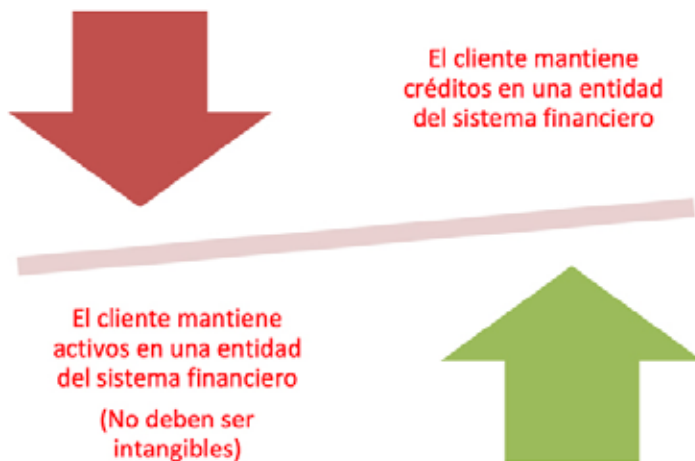 El cliente mantiene
créditos en una entidad
del sistema financiero
El cliente mantiene
activos en una entidad
del sistema financiero
(No deben ser
intangibles)